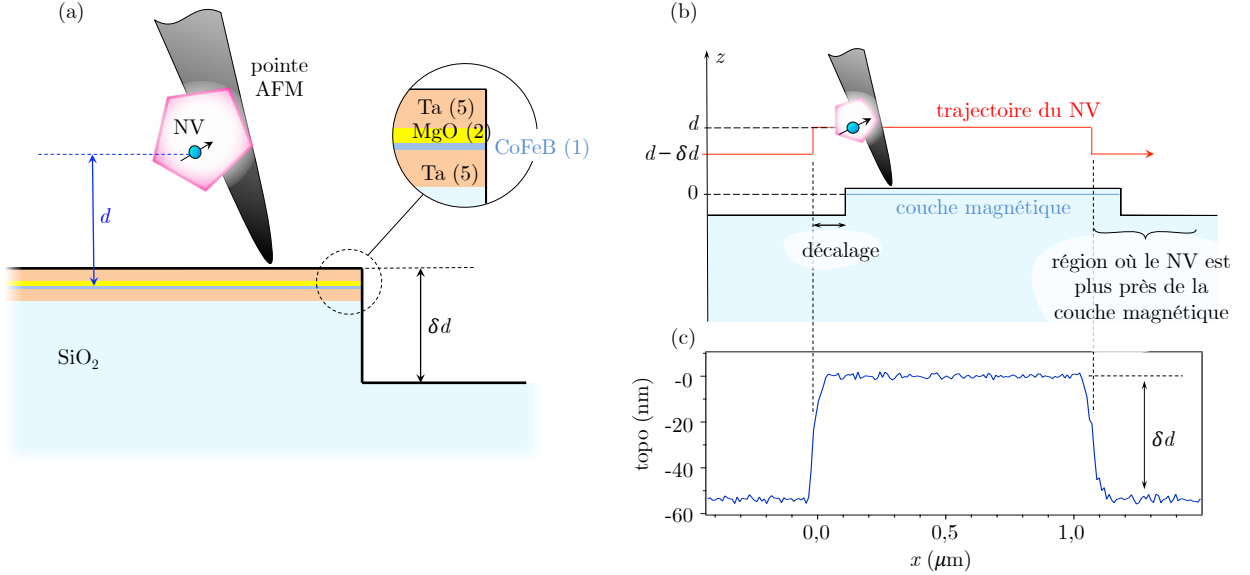 (a)
pointe
AFM
NV
d
Ta (5)
MgO (2)
CoFeB (1)
Ta (5)
δd
SiO₂
(b)
z
trajectoire du NV
d
d − δd
0
couche magnétique
décalage
région où le NV est
plus près de la
couche magnétique
(c)
topo (nm)
-0
-20
-40
-60
δd
0,0
0,5
1,0
x (μm)